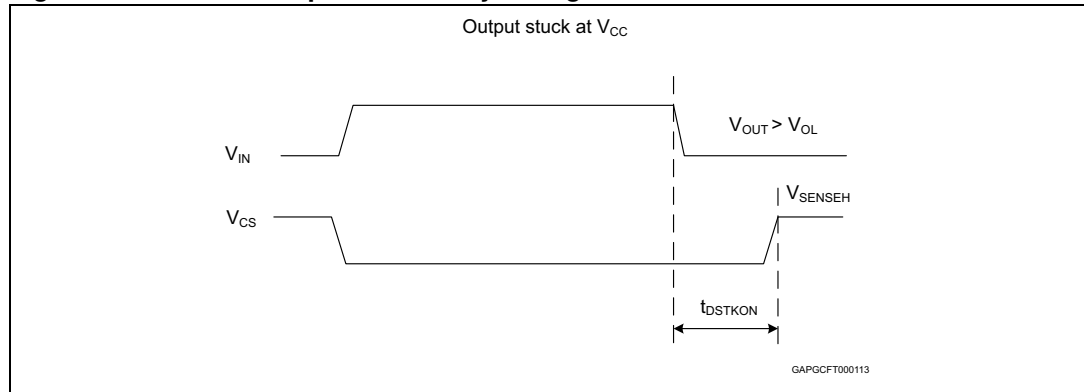 Output stuck at VCC
VOUT > VOL
VIN
VSENSEH
VCS
tDSTKON
GAPGCFT000113